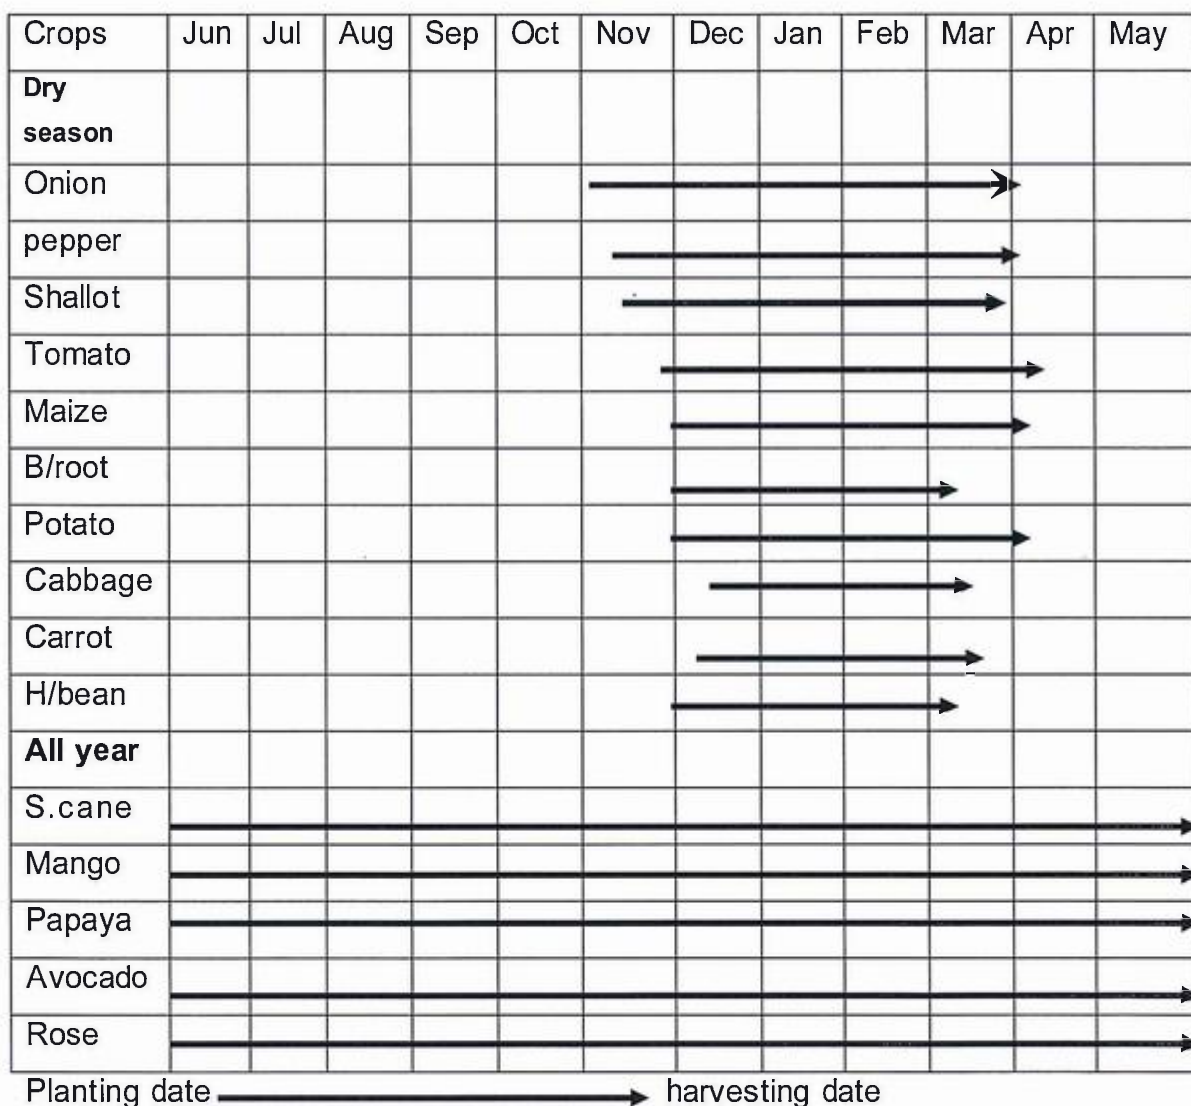 Crops Jun Jul Aug Sep Oct Nov Dec Jan Feb Mar Apr May
Dry
season
Onion
pepper
Shallot
Tomato
Maize
B/root
Potato
Cabbage
Carrot
H/bean
All year
S.cane
Mango
Papaya
Avocado
Rose
Planting date harvesting date